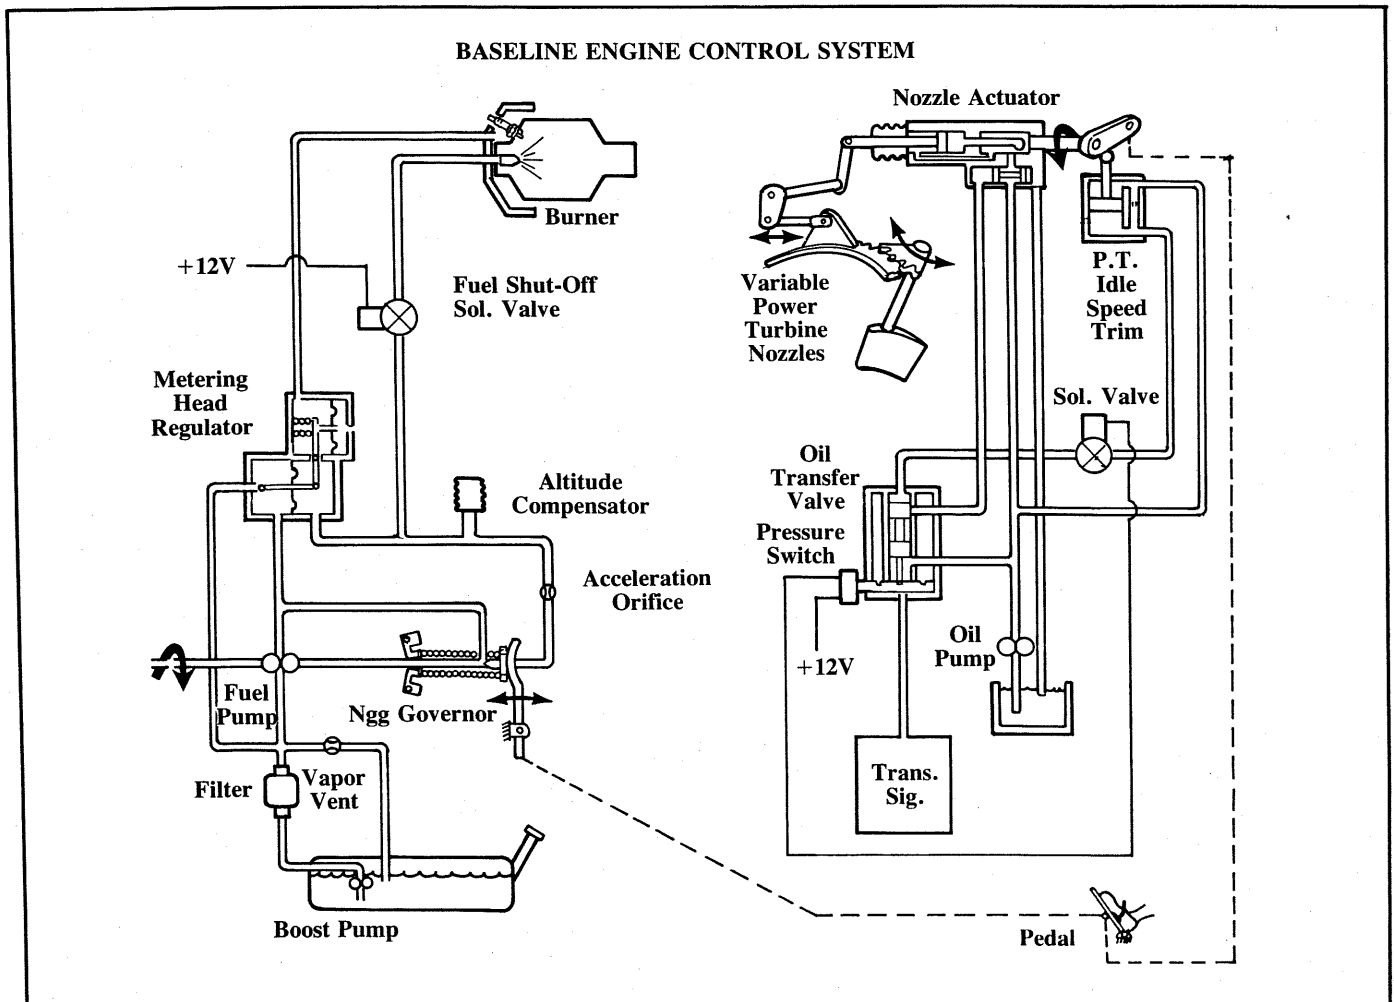 BASELINE ENGINE CONTROL SYSTEM
Nozzle Actuator
Burner
+12V
Fuel Shut-Off
Sol. Valve
Variable
Power
Turbine
Nozzles
P.T.
Idle
Speed
Trim
Metering
Head
Regulator
Sol. Valve
Altitude
Compensator
Oil
Transfer
Valve
Pressure
Switch
Acceleration
Orifice
Oil
Pump
+12V
Fuel
Pump
Ngg Governor
Filter
Vapor
Vent
Trans.
Sig.
Boost Pump
Pedal